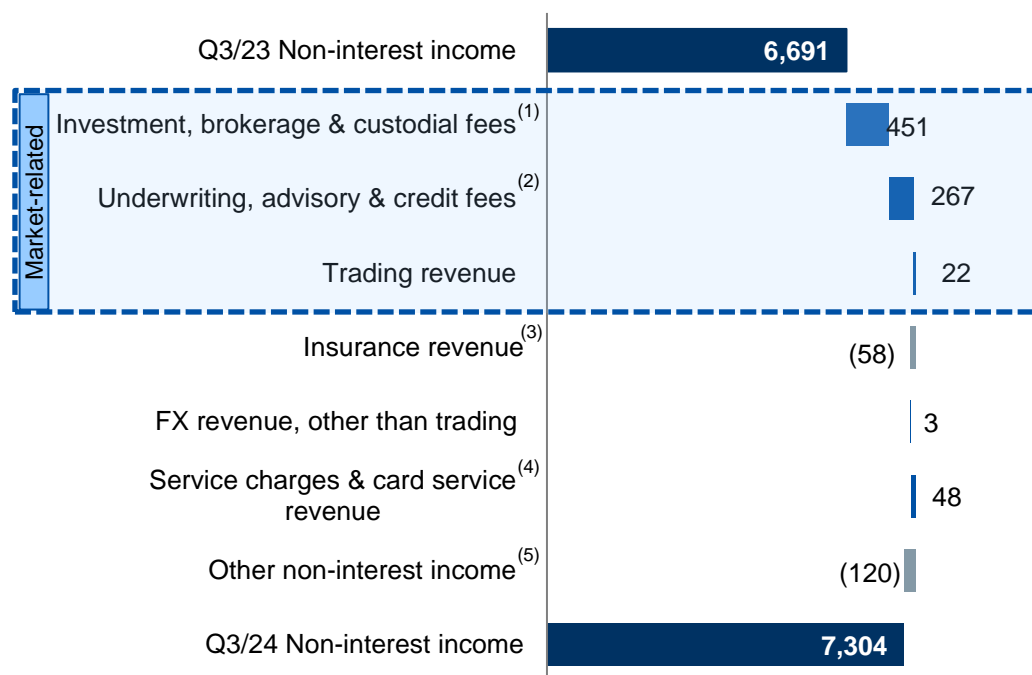 Q3/23 Non-interest income 6,691
Market-related
Investment, brokerage & custodial fees(1) 451
Underwriting, advisory & credit fees(2) 267
Trading revenue 22
Insurance revenue(3) (58)
FX revenue, other than trading 3
Service charges & card service(4)
revenue 48
Other non-interest income(5) (120)
Q3/24 Non-interest income 7,304